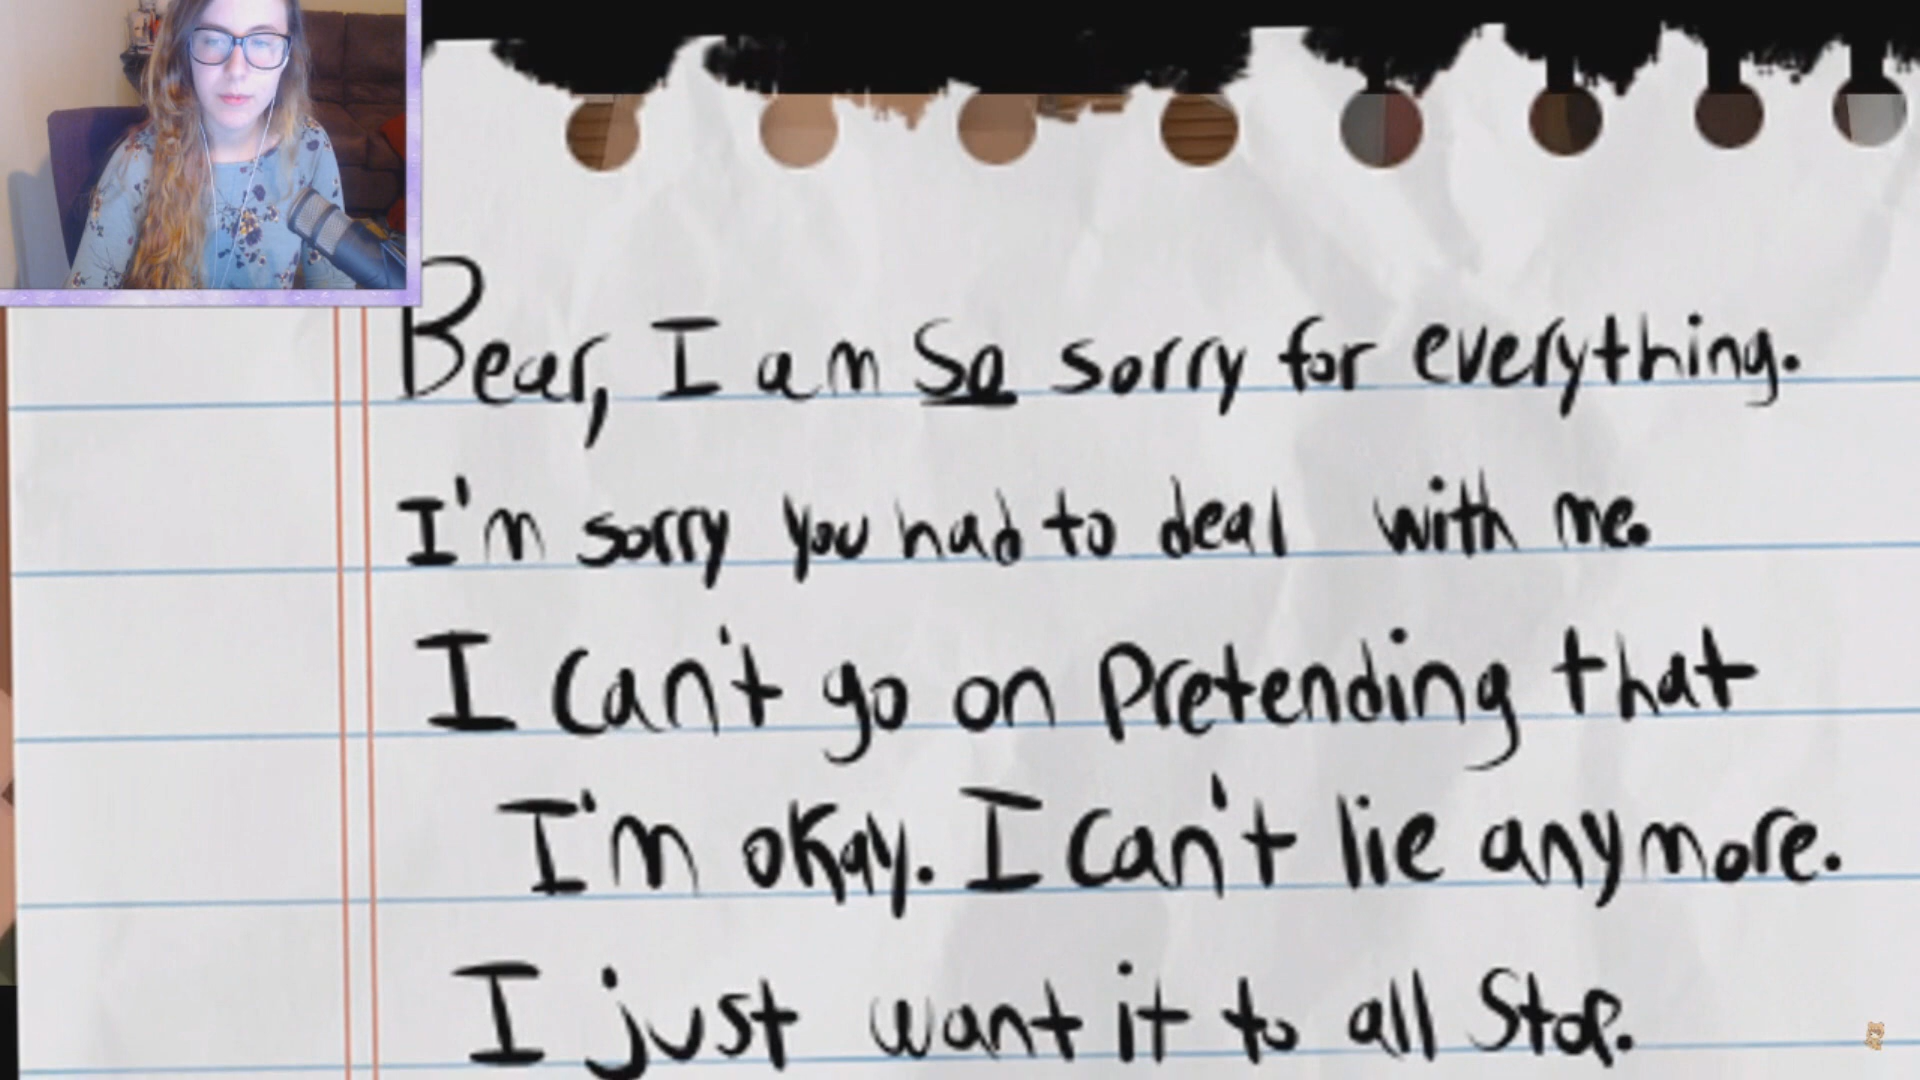 Bear, I am So sorry for everything.
I'm sorry you had to deal with me.
I can't go on pretending that
I'm okay. I can't lie anymore.
I just want it to all stop.